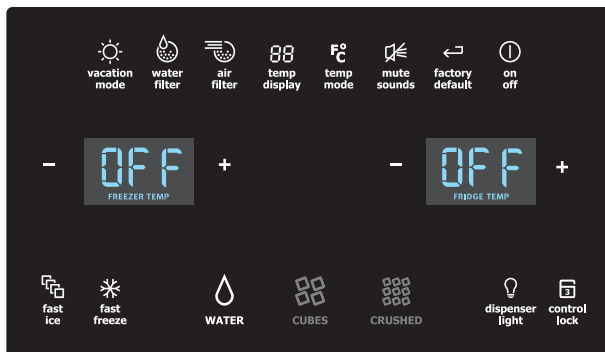 88 F° C
vacation mode
water filter
air filter
temp display
temp mode
mute sounds
factory default
on off
- OFF +
FREEZER TEMP
- OFF +
FRIDGE TEMP
3
fast ice
fast freeze
WATER
CUBES
CRUSHED
dispenser light
control lock